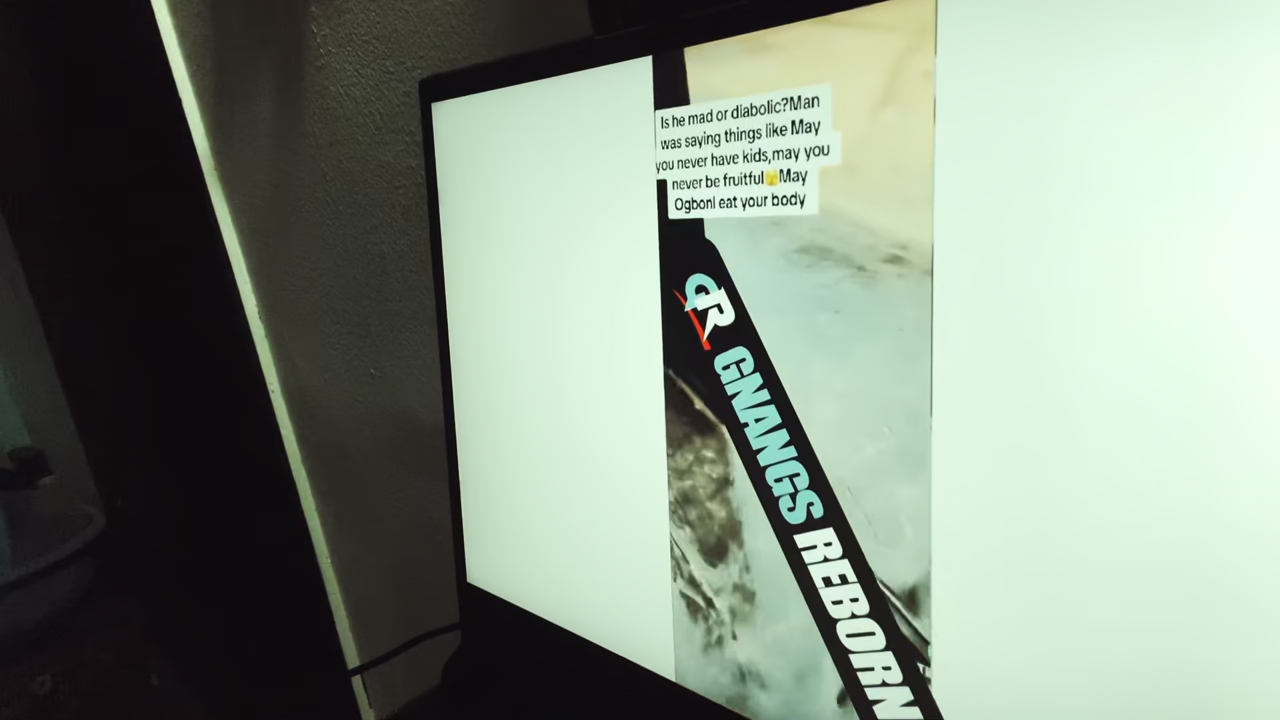 Is he mad or diabolic?Man
was saying things like May
you never have kids,may you
never be fruitful🫣May
Ogboni eat your body
GR
GNANGS REBORN